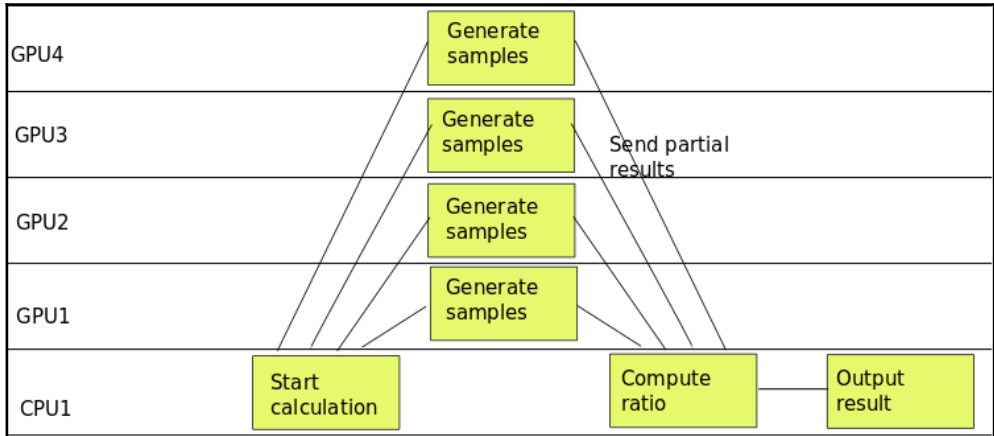 GPU4
Generate
samples
GPU3
Generate
samples
Send partial
results
GPU2
Generate
samples
GPU1
Generate
samples
CPU1
Start
calculation
Compute
ratio
Output
result